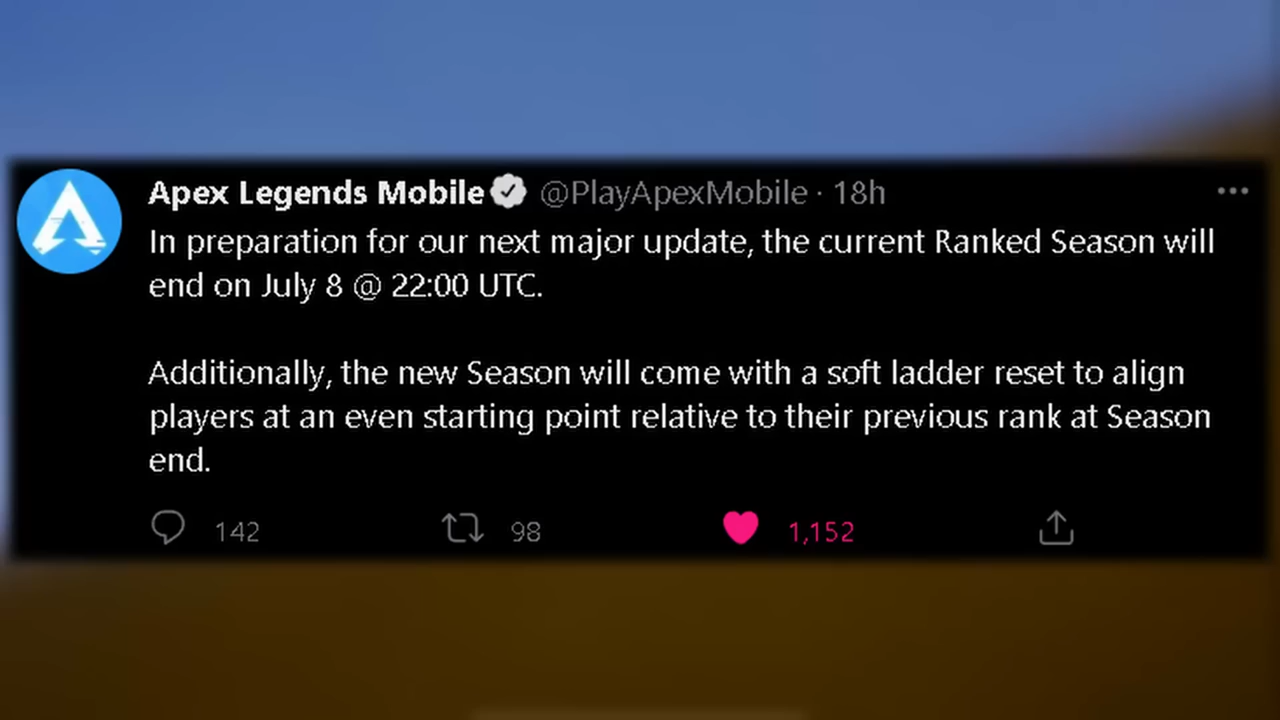 Apex Legends Mobile @PlayApexMobile · 18h
In preparation for our next major update, the current Ranked Season will
end on July 8 @ 22:00 UTC.
Additionally, the new Season will come with a soft ladder reset to align
players at an even starting point relative to their previous rank at Season
end.
142 98 1,152